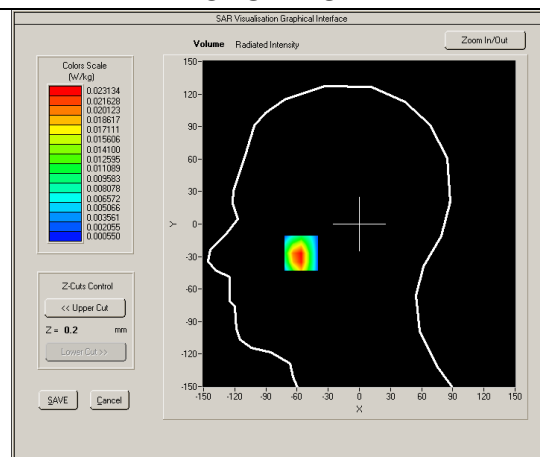 SAR Visualisation Graphical Interface
Volume Radiated Intensity
Zoom In/Out
Colors Scale
(W/kg)
0.023134
0.021628
0.020123
0.018617
0.017111
0.015606
0.014100
0.012595
0.011089
0.009583
0.008078
0.006572
0.005066
0.003561
0.002055
0.000550
Z-Cuts Control
<< Upper Cut
Z = 0.2 mm
Lower Cut >>
SAVE Cancel
150
120
90
60
30
0
-30
-60
-90
-120
-150
Y
-150 -120 -90 -60 -30 0 30 60 90 120 150
X